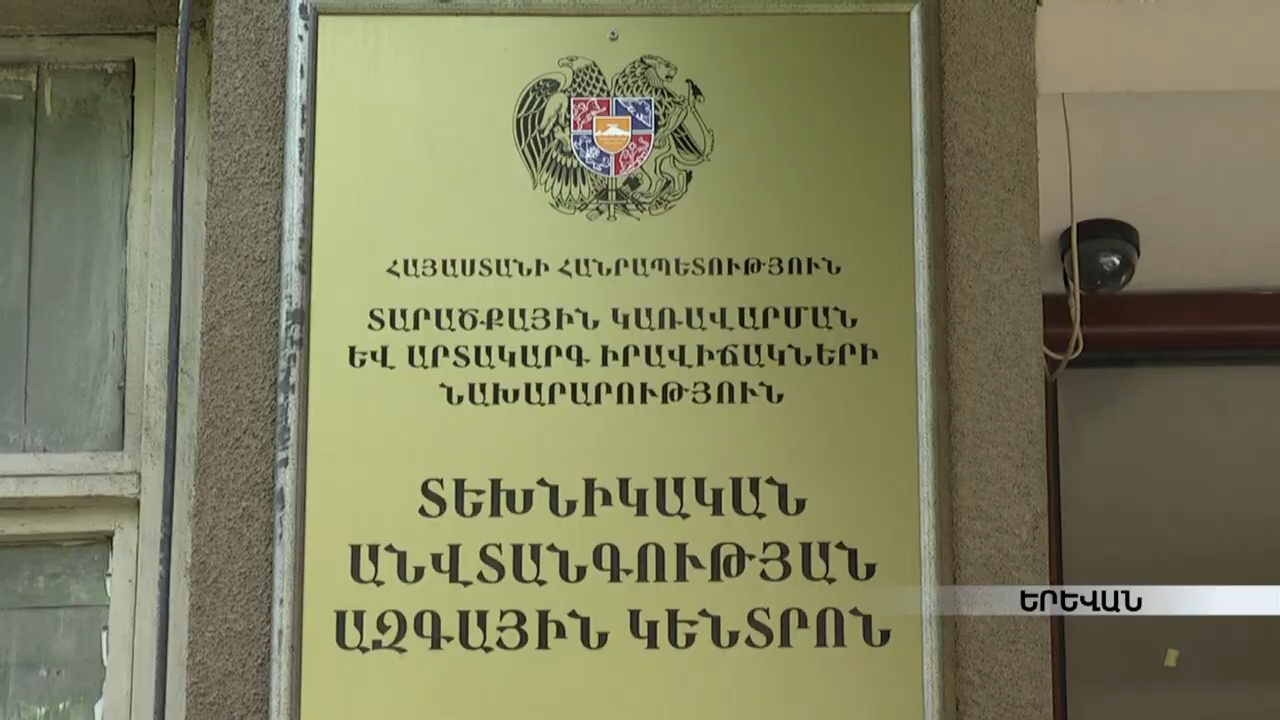 ՀԱՅԱՍՏԱՆԻ ՀԱՆՐԱՊԵՏՈՒԹՅՈՒՆ
ՏԱՐԱԾՔԱՅԻՆ ԿԱՌԱՎԱՐՄԱՆ
ԵՎ ԱՐՏԱԿԱՐԳ ԻՐԱՎԻՃԱԿՆԵՐԻ
ՆԱԽԱՐԱՐՈՒԹՅՈՒՆ
ՏԵԽՆԻԿԱԿԱՆ
ԱՆՎՏԱՆԳՈՒԹՅԱՆ
ԱԶԳԱՅԻՆ ԿԵՆՏՐՈՆ
ԵՐԵՎԱՆ